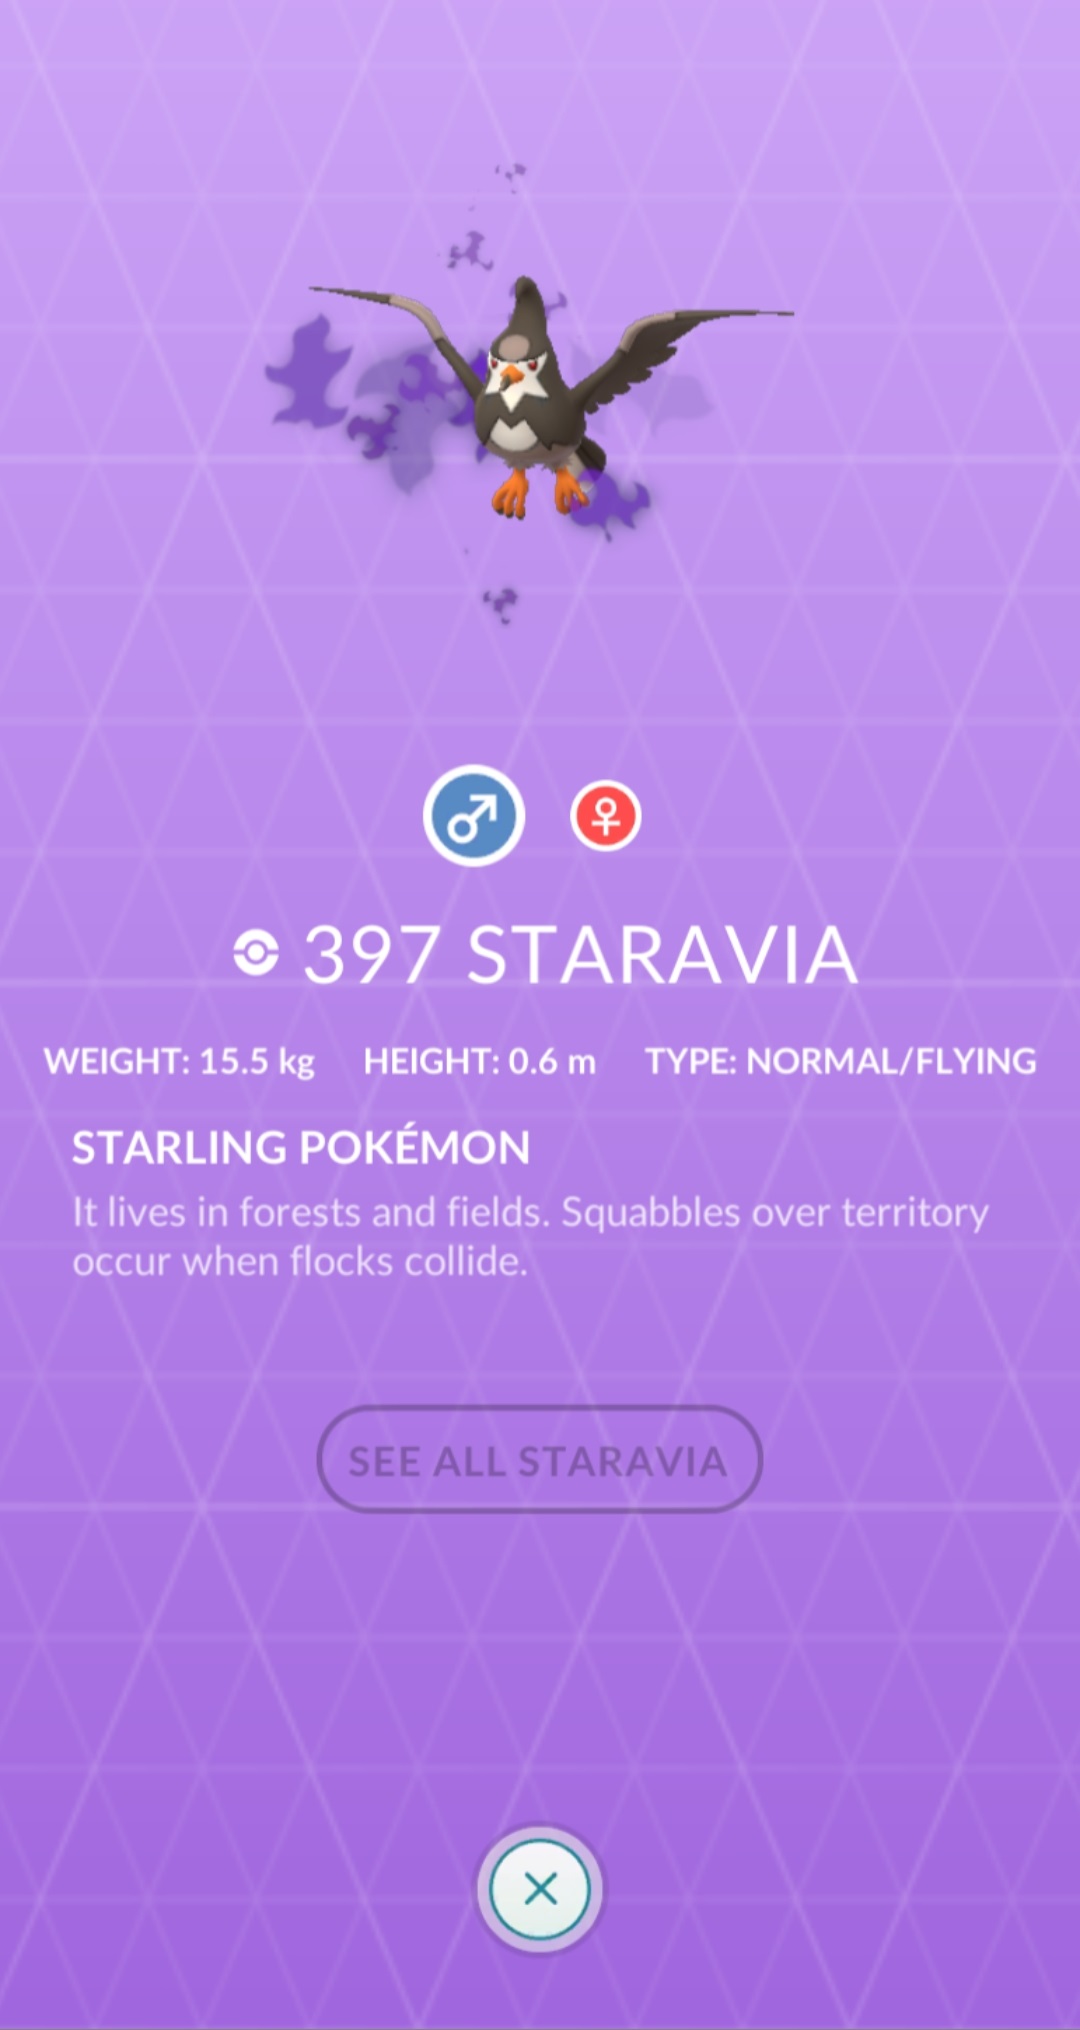 397 STARAVIA
WEIGHT: 15.5 kg HEIGHT: 0.6 m TYPE: NORMAL/FLYING
STARLING POKÉMON
It lives in forests and fields. Squabbles over territory
occur when flocks collide.
SEE ALL STARAVIA